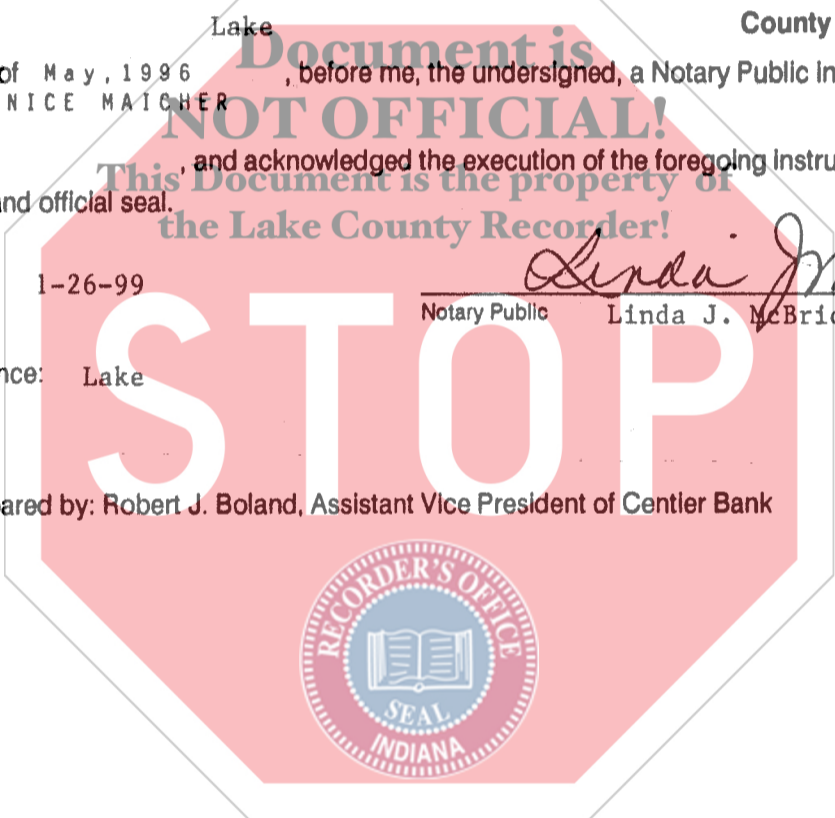 Lake County
of May, 1996 , before me, the undersigned, a Notary Public in
NICE MAICHER
, and acknowledged the execution of the foregoing instru
and official seal.
1-26-99
Linda J
Notary Public Linda J. McBri
nce: Lake
ared by: Robert J. Boland, Assistant Vice President of Centier Bank
Document is
NOT OFFICIAL!
This Document is the property of
the Lake County Recorder!
STOP
RECORDER'S OFFICE
SEAL
INDIANA